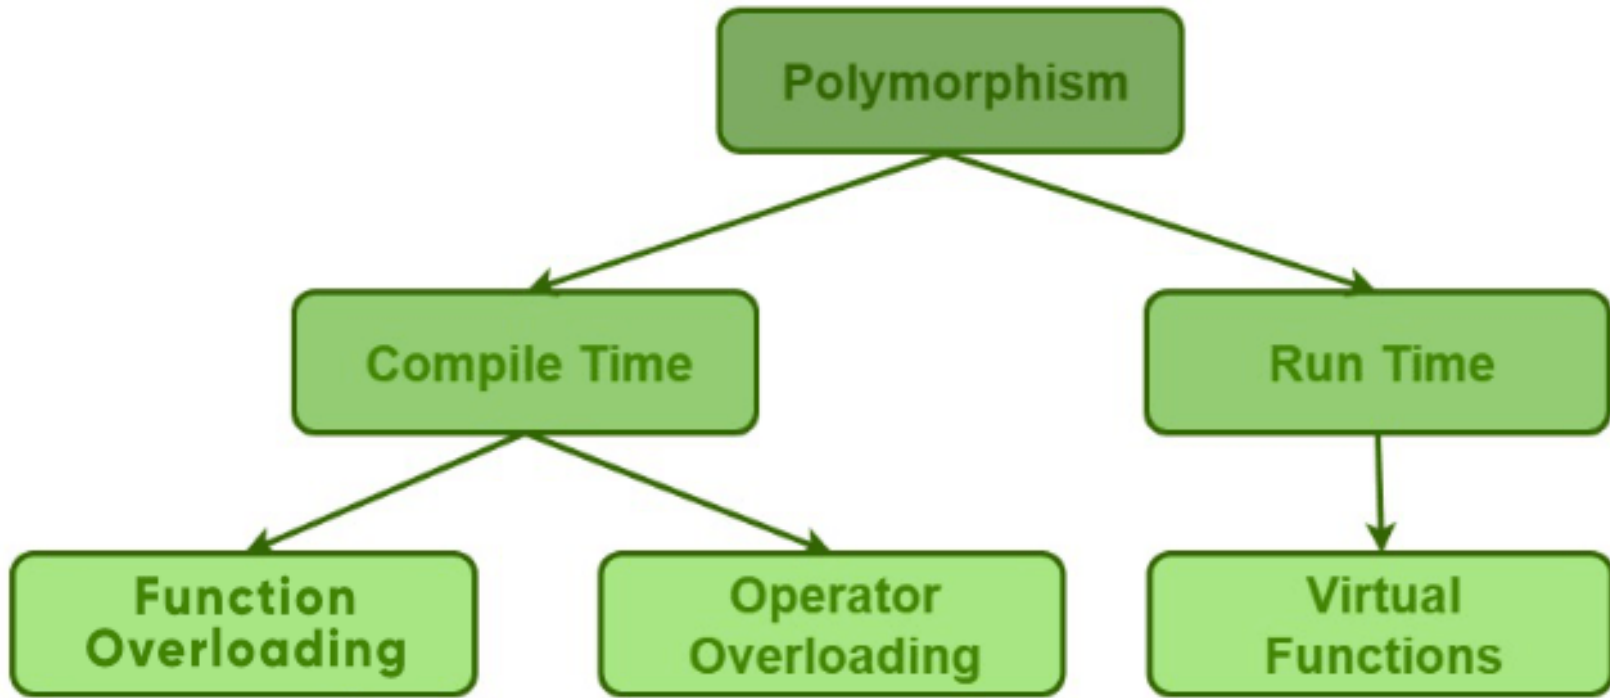 Polymorphism
Compile Time
Run Time
Function
Overloading
Operator
Overloading
Virtual
Functions